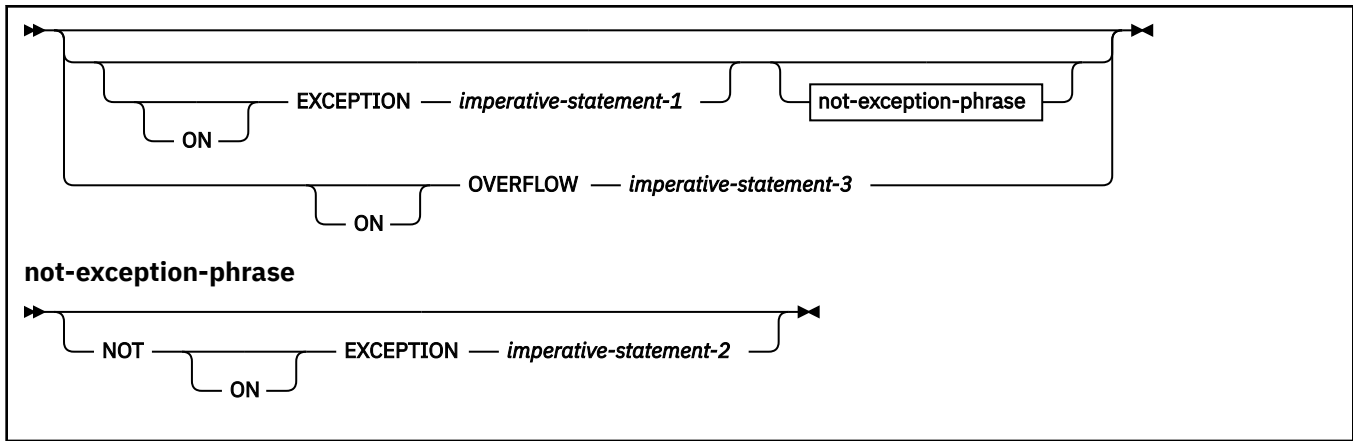 EXCEPTION imperative-statement-1 not-exception-phrase
ON
OVERFLOW imperative-statement-3
ON
not-exception-phrase
NOT EXCEPTION imperative-statement-2
ON